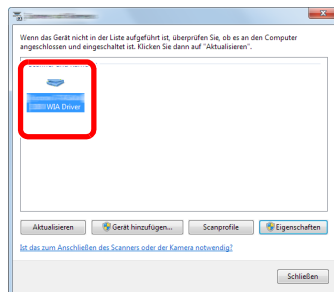 Wenn das Gerät nicht in der Liste aufgeführt ist, überprüfen Sie, ob es an den Computer
angeschlossen und eingeschaltet ist. Klicken Sie dann auf "Aktualisieren".
WIA Driver
Aktualisieren Gerät hinzufügen... Scanprofile Eigenschaften
Ist das zum Anschließen des Scanners oder der Kamera notwendig?
Schließen